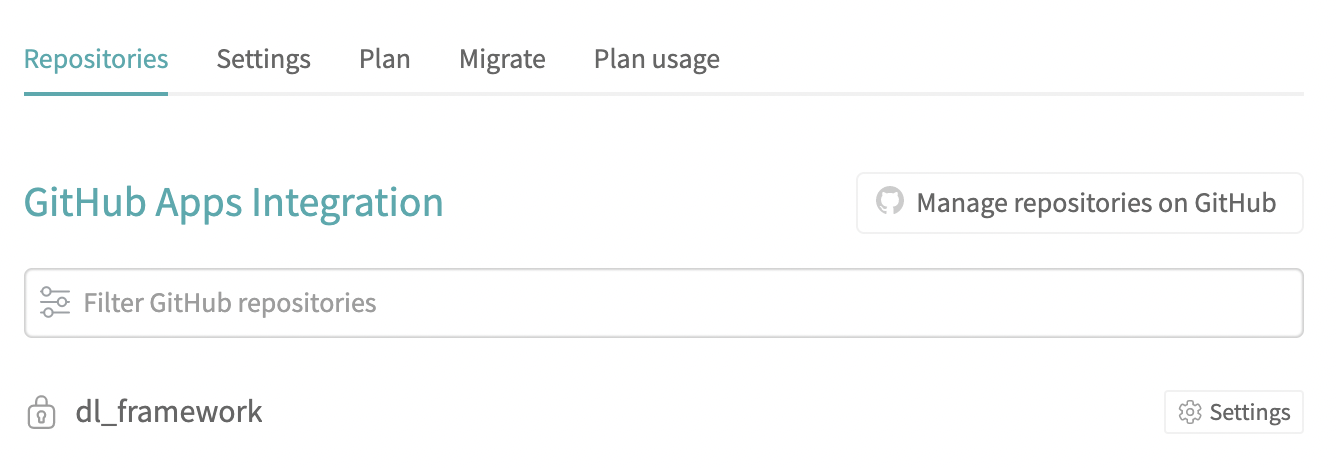 Repositories Settings Plan Migrate Plan usage
GitHub Apps Integration Manage repositories on GitHub
Filter GitHub repositories
dl_framework Settings